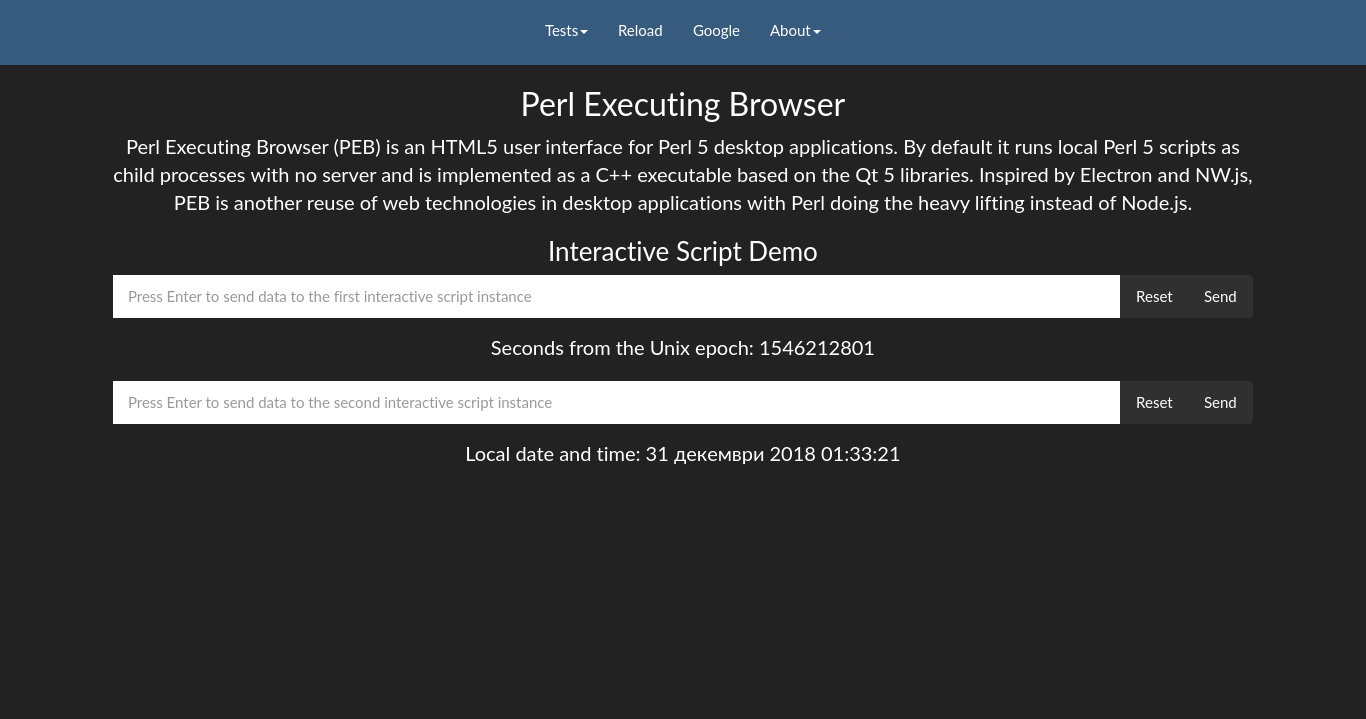 Tests Reload Google About
Perl Executing Browser
Perl Executing Browser (PEB) is an HTML5 user interface for Perl 5 desktop applications. By default it runs local Perl 5 scripts as
child processes with no server and is implemented as a C++ executable based on the Qt 5 libraries. Inspired by Electron and NW.js,
PEB is another reuse of web technologies in desktop applications with Perl doing the heavy lifting instead of Node.js.
Interactive Script Demo
Press Enter to send data to the first interactive script instance Reset Send
Seconds from the Unix epoch: 1546212801
Press Enter to send data to the second interactive script instance Reset Send
Local date and time: 31 декември 2018 01:33:21